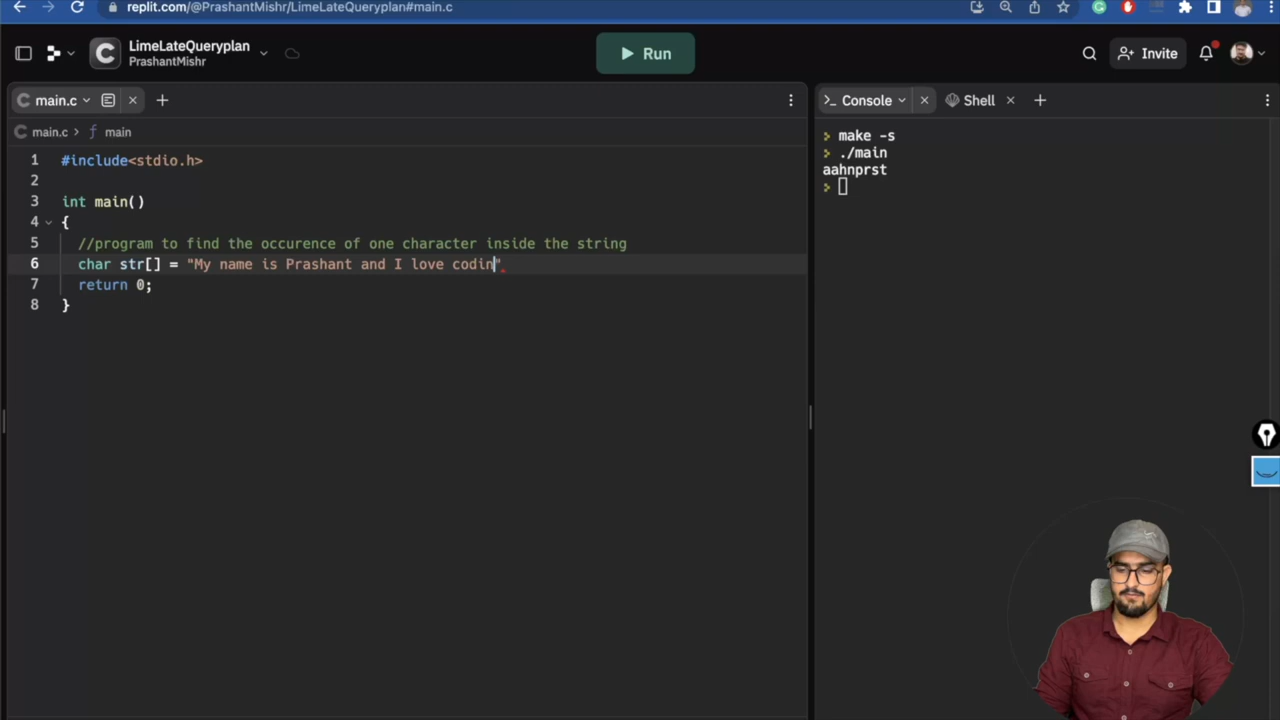 replit.com/@PrashantMishr/LimeLateQueryplan#main.c
C LimeLateQueryplan
PrashantMishr
Run
Invite
C main.c
Console
Shell
C main.c > f main
1 #include<stdio.h>
2
3 int main()
4 {
5 //program to find the occurence of one character inside the string
6 char str[] = "My name is Prashant and I love codin"
7 return 0;
8 }
> make -s
> ./main
aahnprst
>